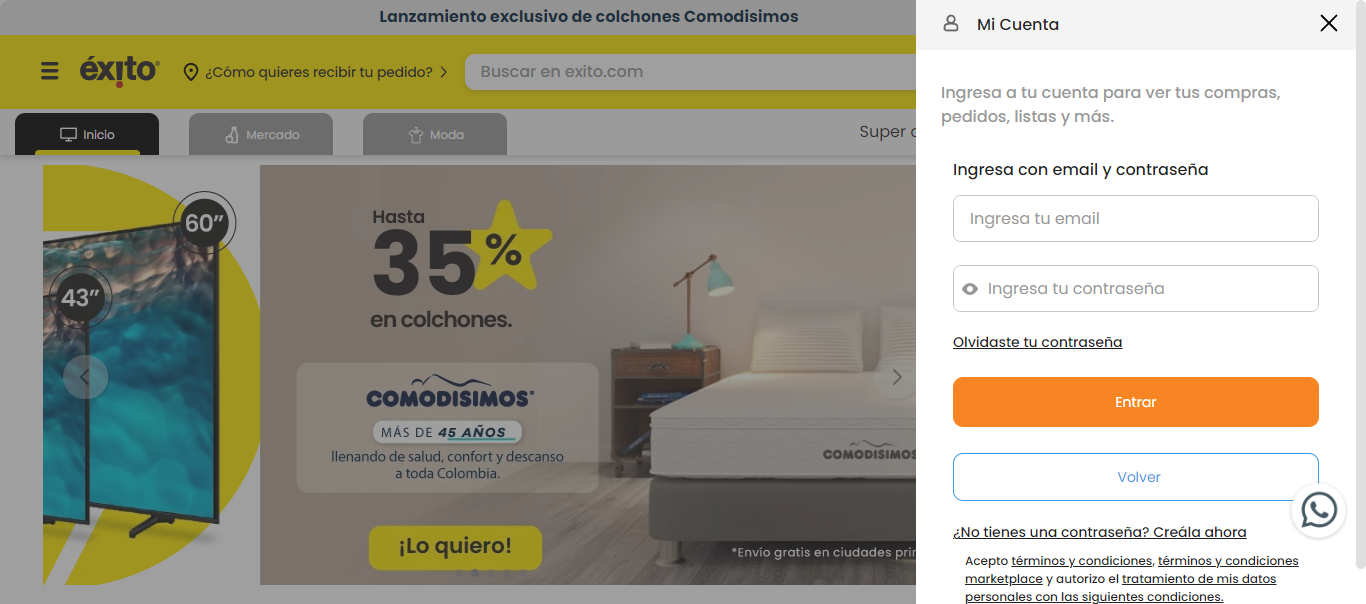 Lanzamiento exclusivo de colchones Comodisimos
éxito
¿Cómo quieres recibir tu pedido?
Buscar en exito.com
Inicio
Mercado
Moda
Super
60”
43”
Hasta
35%
en colchones.
COMODISIMOS
MÁS DE 45 AÑOS
llenando de salud, confort y descanso
a toda Colombia.
¡Lo quiero!
COMODISIMOS
*Envío gratis en ciudades
Mi Cuenta
Ingresa a tu cuenta para ver tus compras,
pedidos, listas y más.
Ingresa con email y contraseña
Ingresa tu email
Ingresa tu contraseña
Olvidaste tu contraseña
Entrar
Volver
¿No tienes una contraseña? Creála ahora
Acepto términos y condiciones, términos y condiciones
marketplace y autorizo el tratamiento de mis datos
personales con las siguientes condiciones.